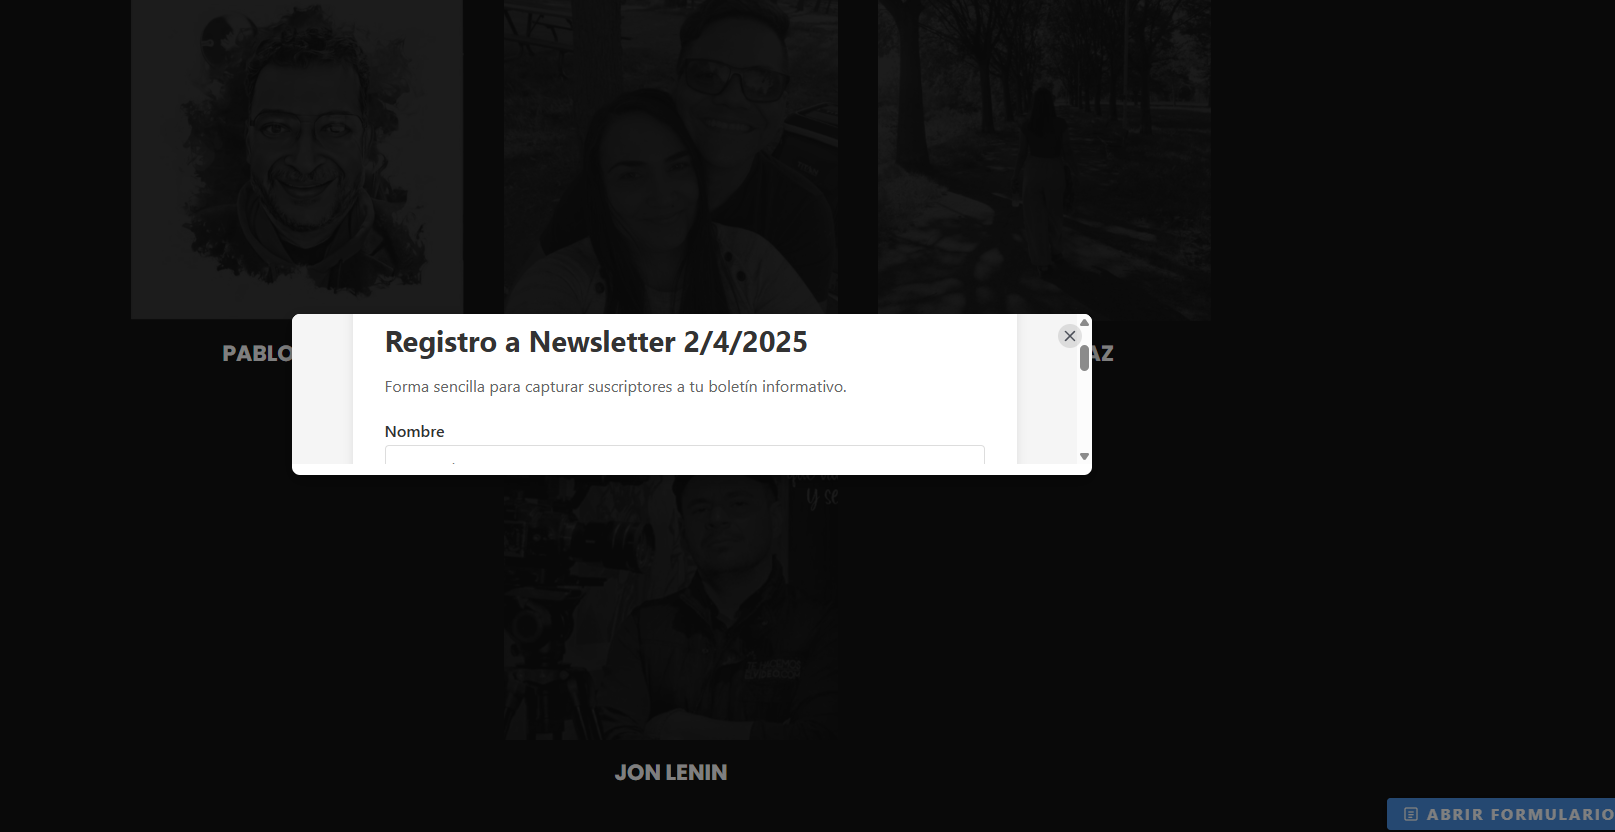 PABLO
AZ
Registro a Newsletter 2/4/2025
Forma sencilla para capturar suscriptores a tu boletín informativo.
Nombre
y se
JON LENIN
ABRIR FORMULARIO